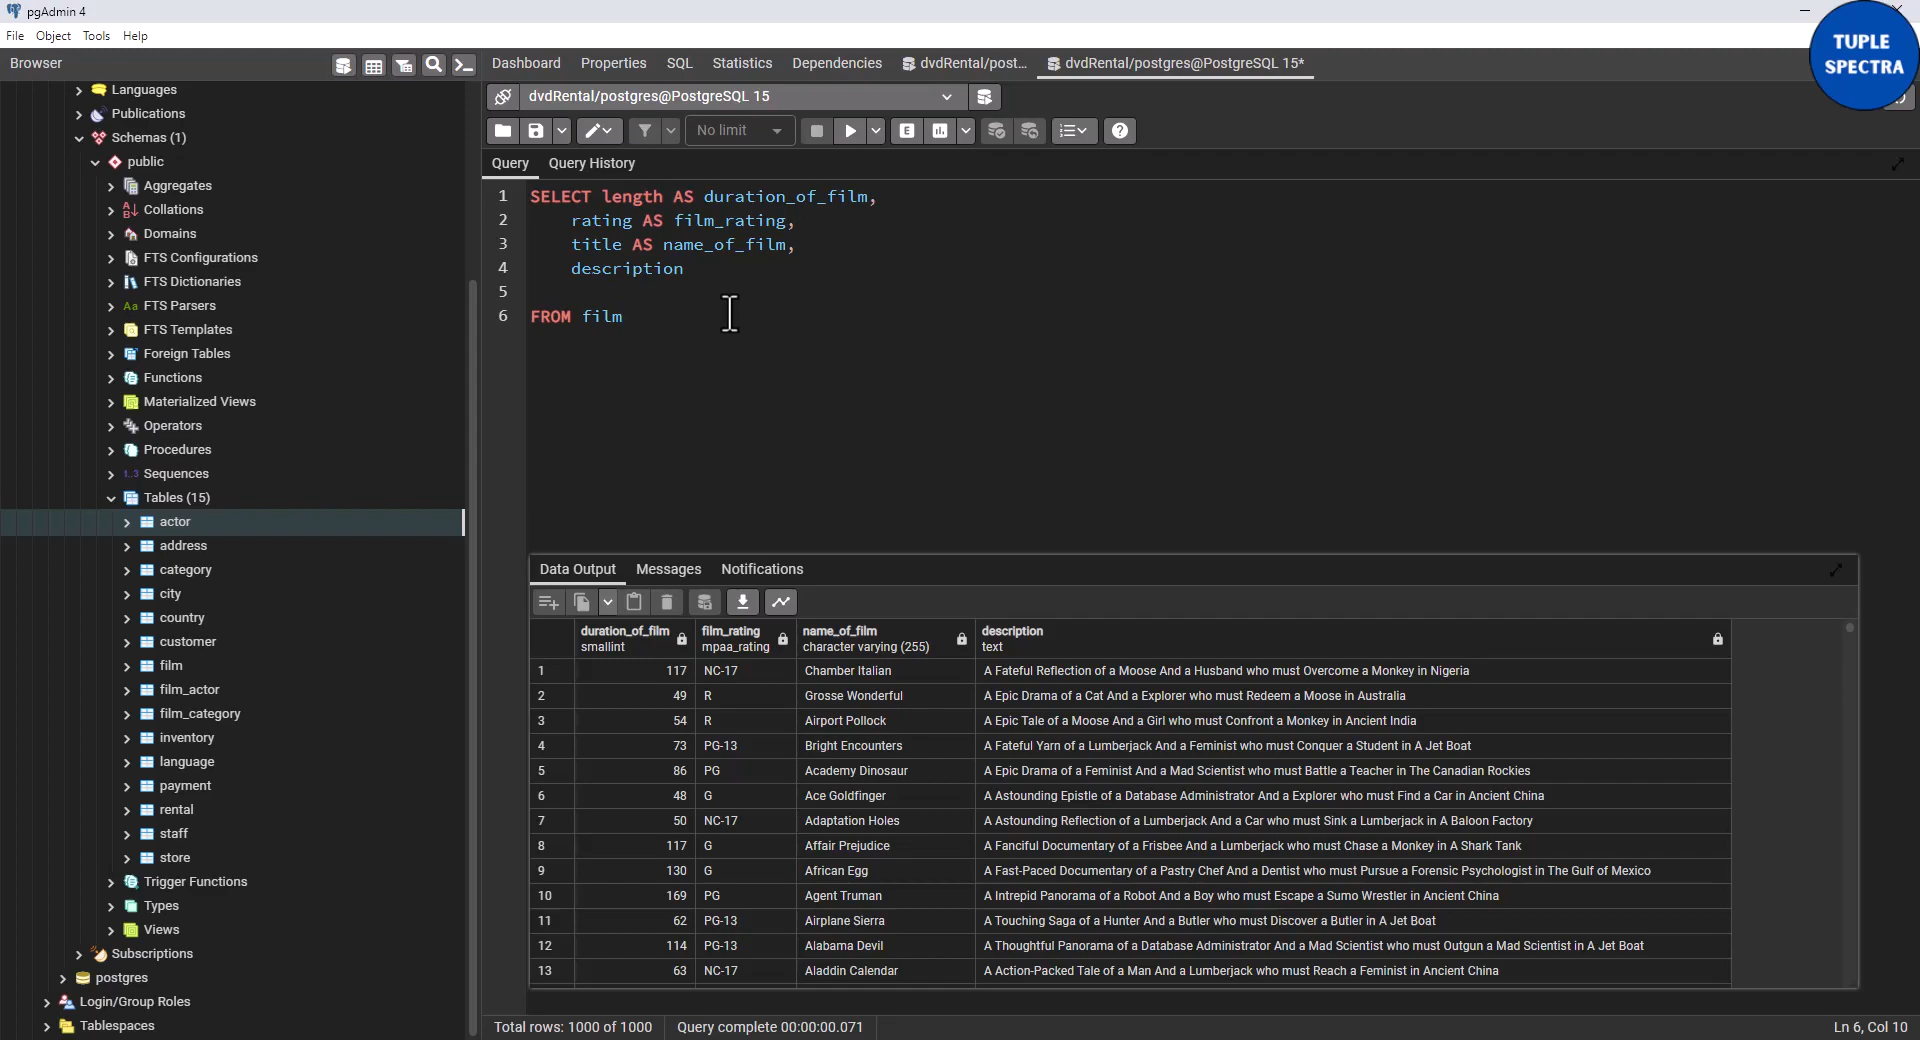 pgAdmin 4
File Object Tools Help
TUPLE
SPECTRA
Browser
Dashboard Properties SQL Statistics Dependencies dvdRental/post... dvdRental/postgres@PostgreSQL 15*
dvdRental/postgres@PostgreSQL 15
No limit
Query Query History
Languages
Publications
Schemas (1)
public
Aggregates
Collations
Domains
FTS Configurations
FTS Dictionaries
Aa FTS Parsers
FTS Templates
Foreign Tables
Functions
Materialized Views
Operators
Procedures
1..3 Sequences
Tables (15)
actor
address
category
city
country
customer
film
film_actor
film_category
inventory
language
payment
rental
staff
store
Trigger Functions
Types
Views
Subscriptions
postgres
Login/Group Roles
Tablespaces
1 SELECT length AS duration_of_film,
2 rating AS film_rating,
3 title AS name_of_film,
4 description
5
6 FROM film
Data Output Messages Notifications
duration_of_film film_rating name_of_film description
smallint mpaa_rating character varying (255) text
1 117 NC-17 Chamber Italian A Fateful Reflection of a Moose And a Husband who must Overcome a Monkey in Nigeria
2 49 R Grosse Wonderful A Epic Drama of a Cat And a Explorer who must Redeem a Moose in Australia
3 54 R Airport Pollock A Epic Tale of a Moose And a Girl who must Confront a Monkey in Ancient India
4 73 PG-13 Bright Encounters A Fateful Yarn of a Lumberjack And a Feminist who must Conquer a Student in A Jet Boat
5 86 PG Academy Dinosaur A Epic Drama of a Feminist And a Mad Scientist who must Battle a Teacher in The Canadian Rockies
6 48 G Ace Goldfinger A Astounding Epistle of a Database Administrator And a Explorer who must Find a Car in Ancient China
7 50 NC-17 Adaptation Holes A Astounding Reflection of a Lumberjack And a Car who must Sink a Lumberjack in A Baloon Factory
8 117 G Affair Prejudice A Fanciful Documentary of a Frisbee And a Lumberjack who must Chase a Monkey in A Shark Tank
9 130 G African Egg A Fast-Paced Documentary of a Pastry Chef And a Dentist who must Pursue a Forensic Psychologist in The Gulf of Mexico
10 169 PG Agent Truman A Intrepid Panorama of a Robot And a Boy who must Escape a Sumo Wrestler in Ancient China
11 62 PG-13 Airplane Sierra A Touching Saga of a Hunter And a Butler who must Discover a Butler in A Jet Boat
12 114 PG-13 Alabama Devil A Thoughtful Panorama of a Database Administrator And a Mad Scientist who must Outgun a Mad Scientist in A Jet Boat
13 63 NC-17 Aladdin Calendar A Action-Packed Tale of a Man And a Lumberjack who must Reach a Feminist in Ancient China
Total rows: 1000 of 1000 Query complete 00:00:00.071 Ln 6, Col 10